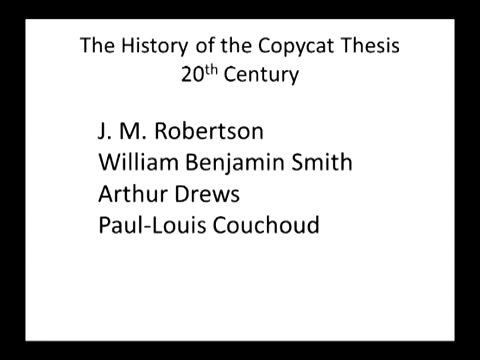 The History of the Copycat Thesis
20th Century
J. M. Robertson
William Benjamin Smith
Arthur Drews
Paul-Louis Couchoud